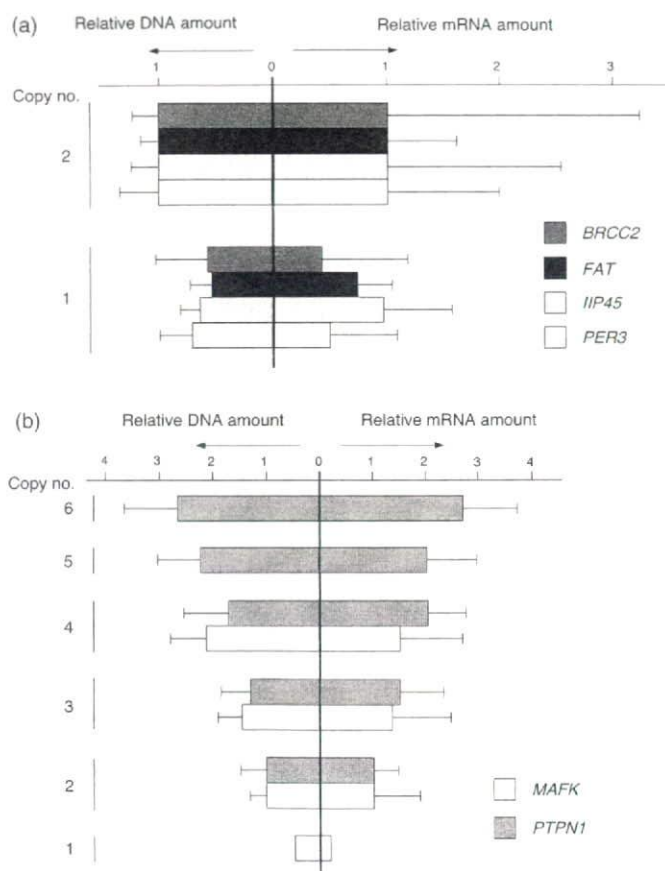 (a)
Relative DNA amount
Relative mRNA amount
1 0 1 2 3
Copy no.
2
1
BRCC2
FAT
IIP45
PER3
(b)
Relative DNA amount
Relative mRNA amount
4 3 2 1 0 1 2 3 4
Copy no.
6
5
4
3
2
1
MAFK
PTPN1